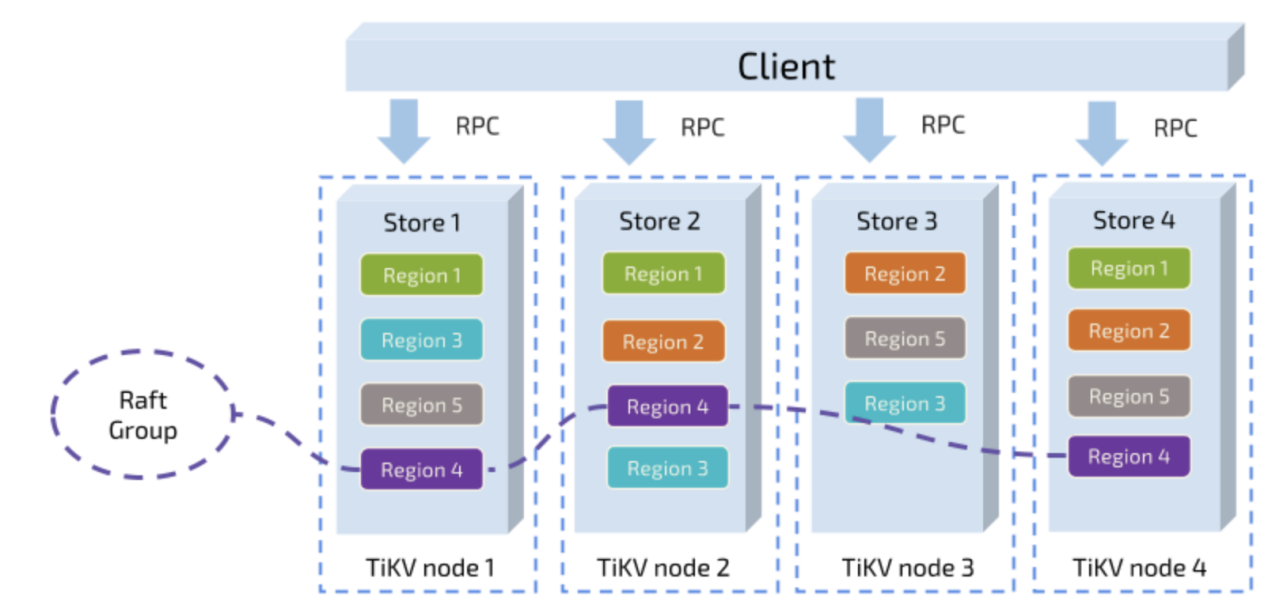 Client
RPC
RPC
RPC
RPC
Store 1
Region 1
Region 3
Region 5
Region 4
Store 2
Region 1
Region 2
Region 4
Region 3
Store 3
Region 2
Region 5
Region 3
Store 4
Region 1
Region 2
Region 5
Region 4
Raft
Group
TiKV node 1
TiKV node 2
TiKV node 3
TiKV node 4